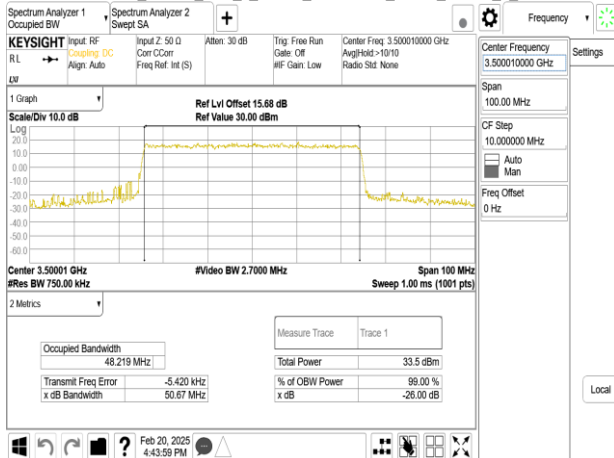 Spectrum Analyzer 1
Occupied BW
Spectrum Analyzer 2
Swept SA
+
Frequency
KEYSIGHT
RL
LXI
Input: RF
Coupling: DC
Align: Auto
Input Z: 50 Ω
Corr CCorr
Freq Ref: Int (S)
Atten: 30 dB
Trig: Free Run
Gate: Off
#IF Gain: Low
Center Freq: 3.500010000 GHz
Avg|Hold:>10/10
Radio Std: None
Center Frequency
3.500010000 GHz
Settings
Span
100.00 MHz
CF Step
10.000000 MHz
Auto
Man
Freq Offset
0 Hz
Local
1 Graph
Scale/Div 10.0 dB
Ref Lvl Offset 15.68 dB
Ref Value 30.00 dBm
Log
20.0
10.0
0.00
-10.0
-20.0
-30.0
-40.0
-50.0
-60.0
Center 3.50001 GHz
#Res BW 750.00 kHz
#Video BW 2.7000 MHz
Span 100 MHz
Sweep 1.00 ms (1001 pts)
2 Metrics
Measure Trace Trace 1
Occupied Bandwidth
48.219 MHz
Total Power 33.5 dBm
Transmit Freq Error -5.420 kHz
% of OBW Power 99.00 %
x dB Bandwidth 50.67 MHz
x dB -26.00 dB
?
Feb 20, 2025
4:43:59 PM